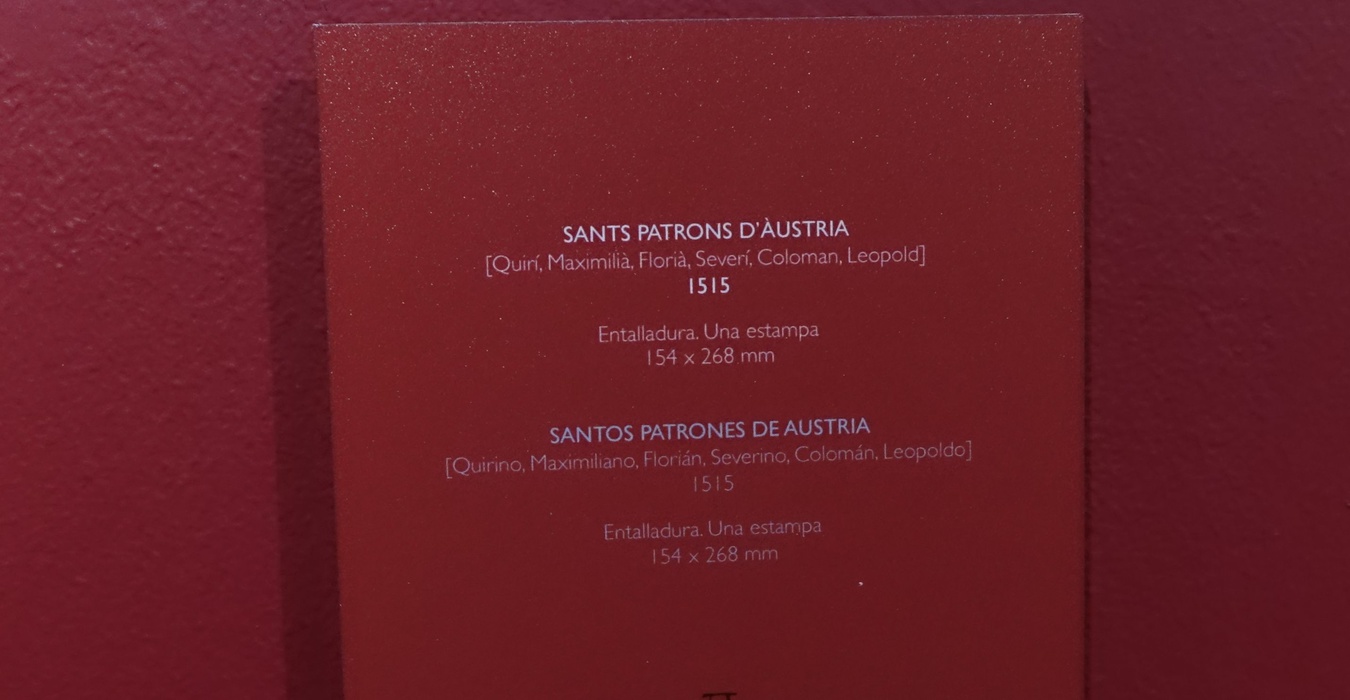 SANTS PATRONS D'ÀUSTRIA
[Quirí, Maximilià, Florià, Severí, Coloman, Leopold]
1515
Entalladura. Una estampa
154 x 268 mm
SANTOS PATRONES DE AUSTRIA
[Quirino, Maximiliano, Florián, Severino, Colomán, Leopoldo]
1515
Entalladura. Una estampa
154 x 268 mm